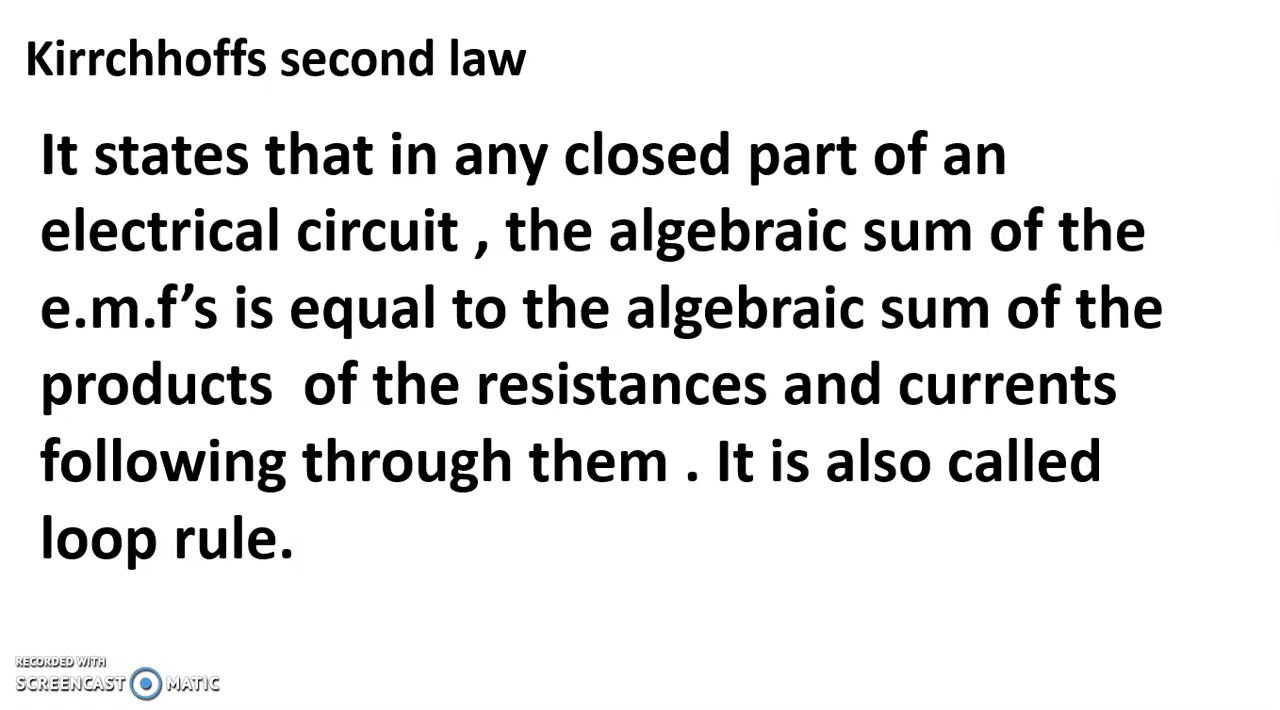 Kirrchhoffs second law
It states that in any closed part of an
electrical circuit , the algebraic sum of the
e.m.f’s is equal to the algebraic sum of the
products  of the resistances and currents
following through them . It is also called
loop rule.
RECORDED WITH
SCREENCAST MATIC